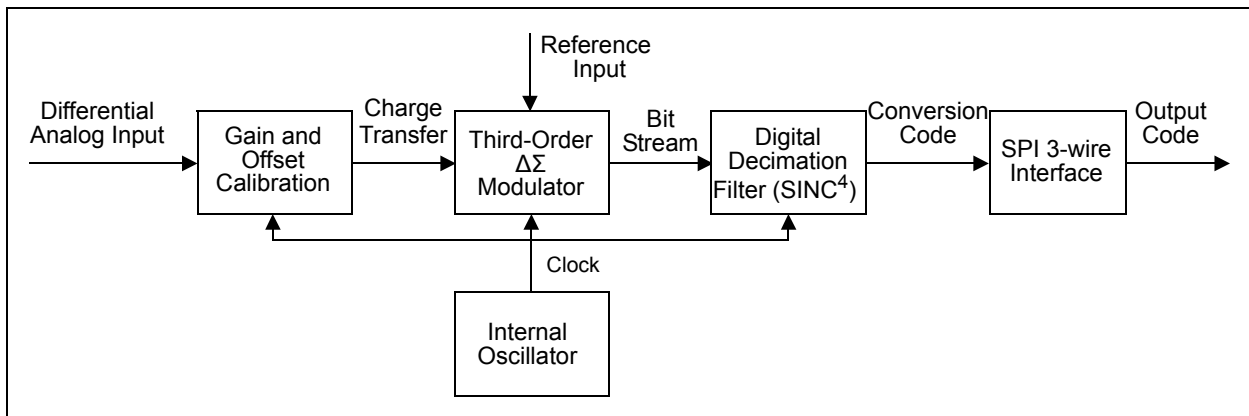 Reference
Input
Differential
Analog Input
Gain and
Offset
Calibration
Charge
Transfer
Third-Order
ΔΣ
Modulator
Bit
Stream
Digital
Decimation
Filter (SINC⁴)
Conversion
Code
SPI 3-wire
Interface
Output
Code
Clock
Internal
Oscillator